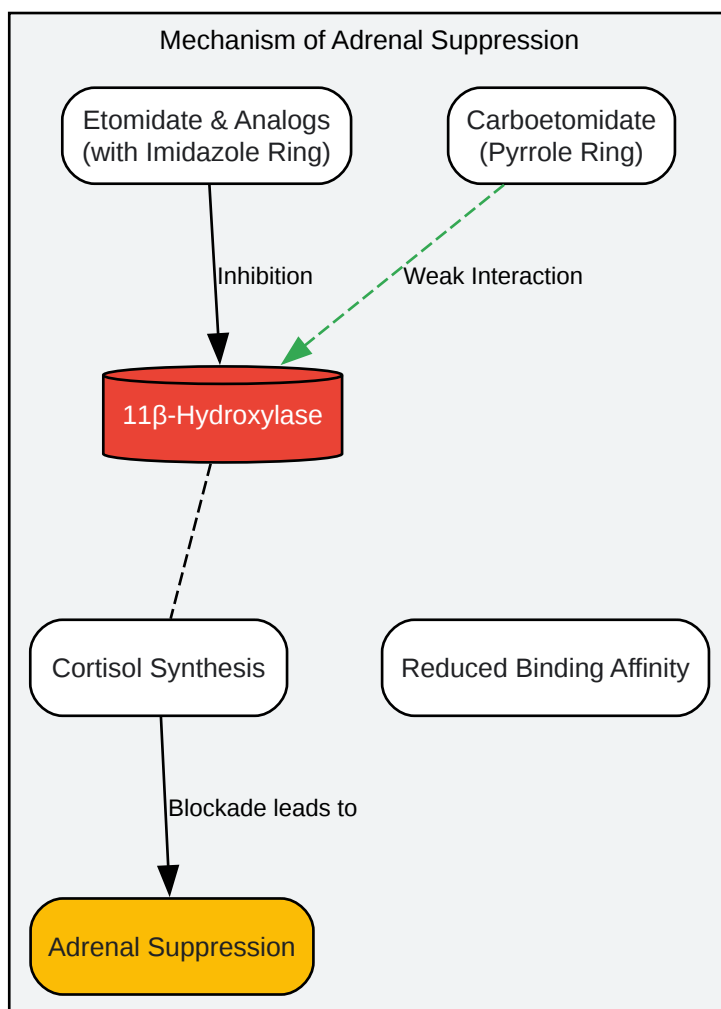 Mechanism of Adrenal Suppression
Etomidate & Analogs
(with Imidazole Ring)
Carboetomidate
(Pyrrole Ring)
Inhibition
Weak Interaction
11β-Hydroxylase
Cortisol Synthesis
Reduced Binding Affinity
Blockade leads to
Adrenal Suppression